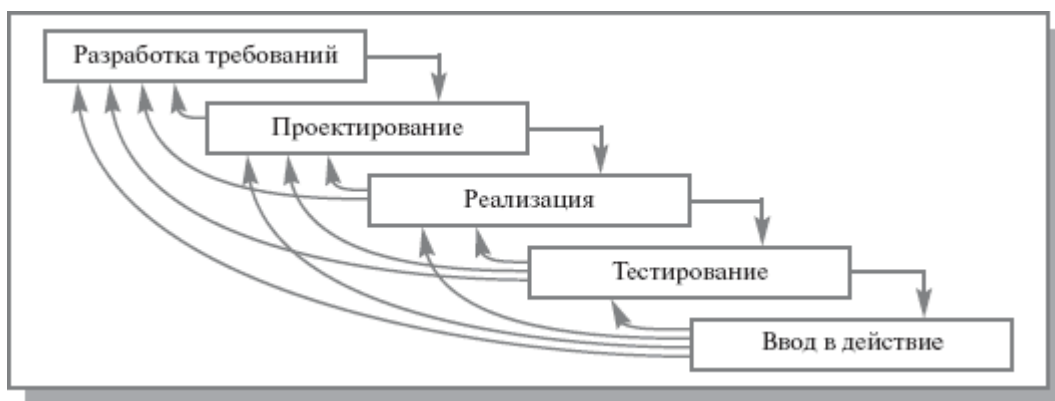 Разработка требований
Проектирование
Реализация
Тестирование
Ввод в действие